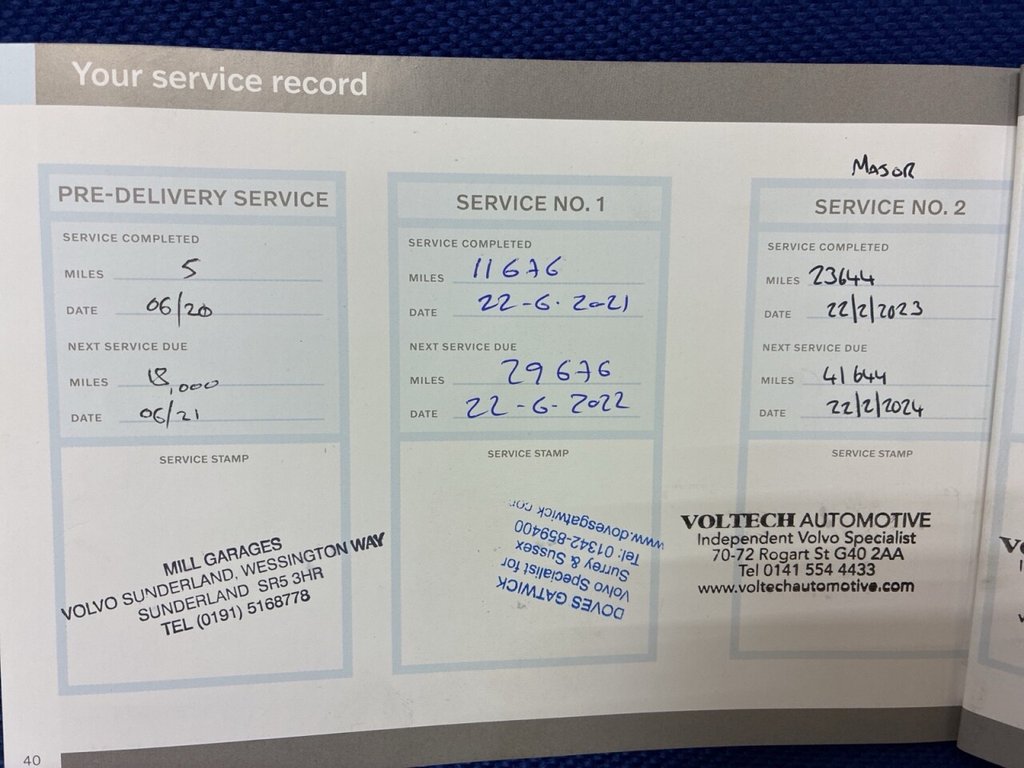 Your service record
PRE-DELIVERY SERVICE
SERVICE COMPLETED
MILES 5
DATE 06/20
NEXT SERVICE DUE
MILES 18,000
DATE 06/21
SERVICE STAMP
MILL GARAGES
VOLVO SUNDERLAND, WESSINGTON WAY
SUNDERLAND SR5 3HR
TEL (0191) 5168778
SERVICE NO. 1
SERVICE COMPLETED
MILES 11676
DATE 22-6-2021
NEXT SERVICE DUE
MILES 29676
DATE 22-6-2022
SERVICE STAMP
DOVES GATWICK
Volvo Specialist for
Surrey & Sussex
Tel: 01342-859400
www.dovesgatwick
MAJOR
SERVICE NO. 2
SERVICE COMPLETED
MILES 23644
DATE 22/2/2023
NEXT SERVICE DUE
MILES 41644
DATE 22/2/2024
SERVICE STAMP
VOLTECH AUTOMOTIVE
Independent Volvo Specialist
70-72 Rogart St G40 2AA
Tel 0141 554 4433
www.voltechautomotive.com
40